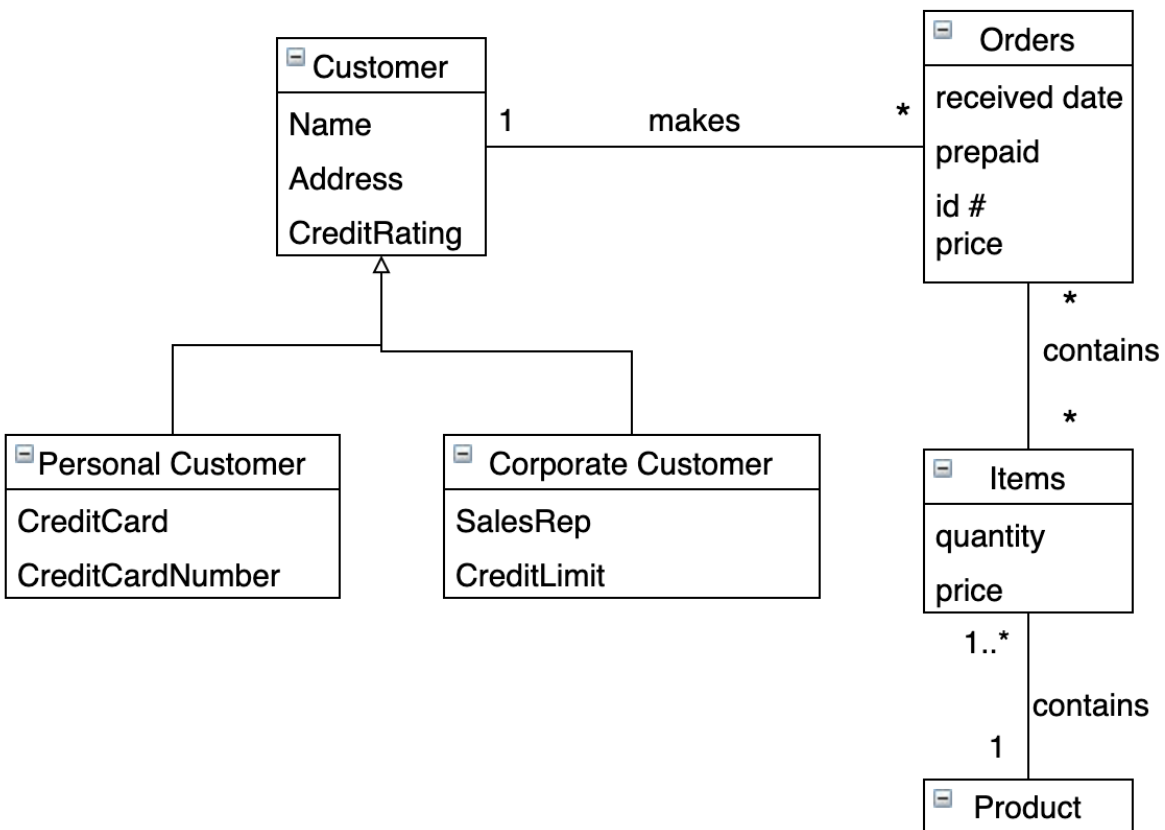 Customer
Name
Address
CreditRating
1
makes
*
Orders
received date
prepaid
id #
price
*
contains
*
Personal Customer
CreditCard
CreditCardNumber
Corporate Customer
SalesRep
CreditLimit
Items
quantity
price
1..*
contains
1
Product